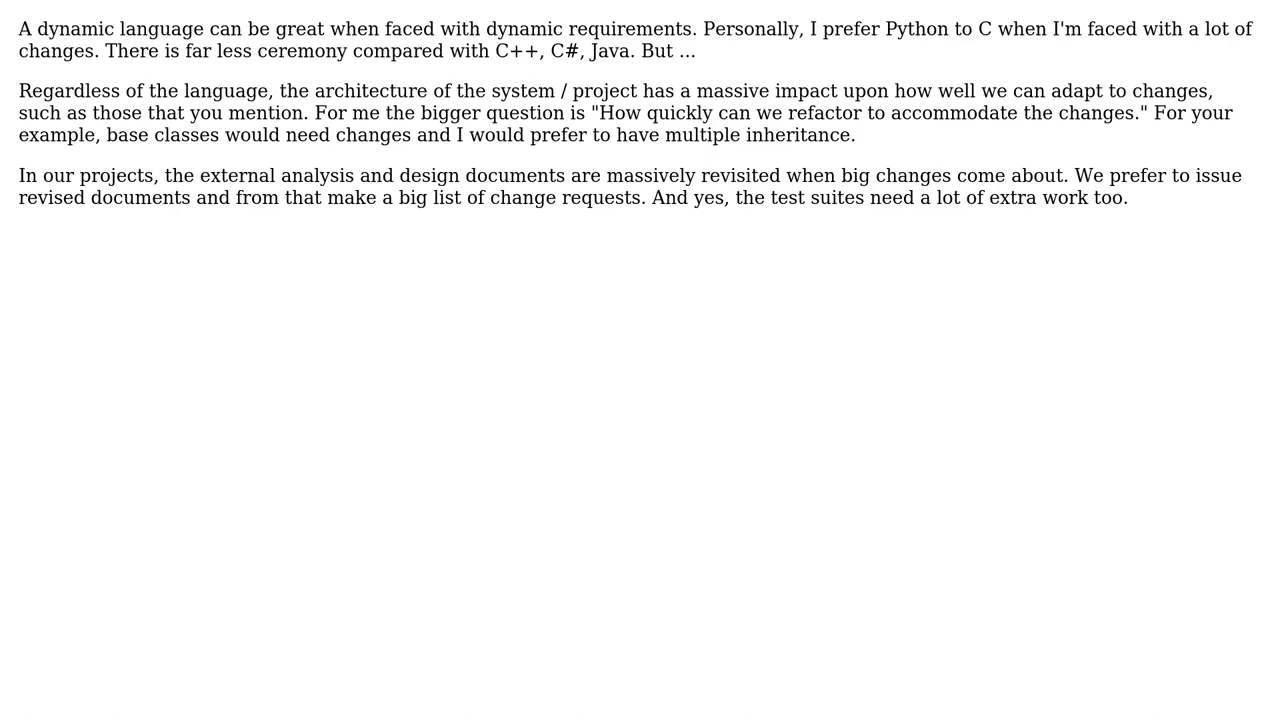 A dynamic language can be great when faced with dynamic requirements. Personally, I prefer Python to C when I'm faced with a lot of
changes. There is far less ceremony compared with C++, C#, Java. But ...
Regardless of the language, the architecture of the system / project has a massive impact upon how well we can adapt to changes,
such as those that you mention. For me the bigger question is "How quickly can we refactor to accommodate the changes." For your
example, base classes would need changes and I would prefer to have multiple inheritance.
In our projects, the external analysis and design documents are massively revisited when big changes come about. We prefer to issue
revised documents and from that make a big list of change requests. And yes, the test suites need a lot of extra work too.